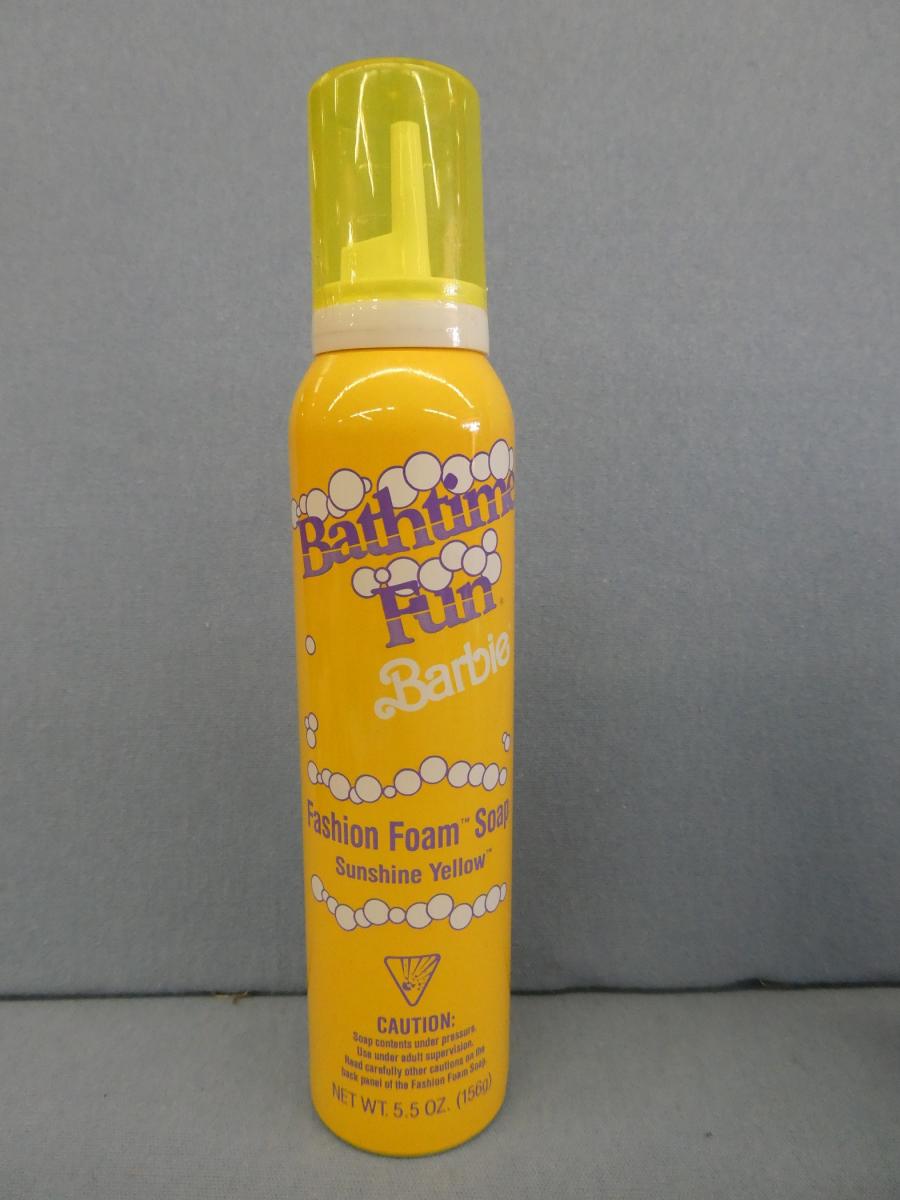 Bathtime
Fun®
Barbie
Fashion Foam™ Soap
Sunshine Yellow™
CAUTION:
Soap contents under pressure.
Use under adult supervision.
Read carefully other cautions on the
back panel of the Fashion Foam Soap.
NET WT. 5.5 OZ. (156g)